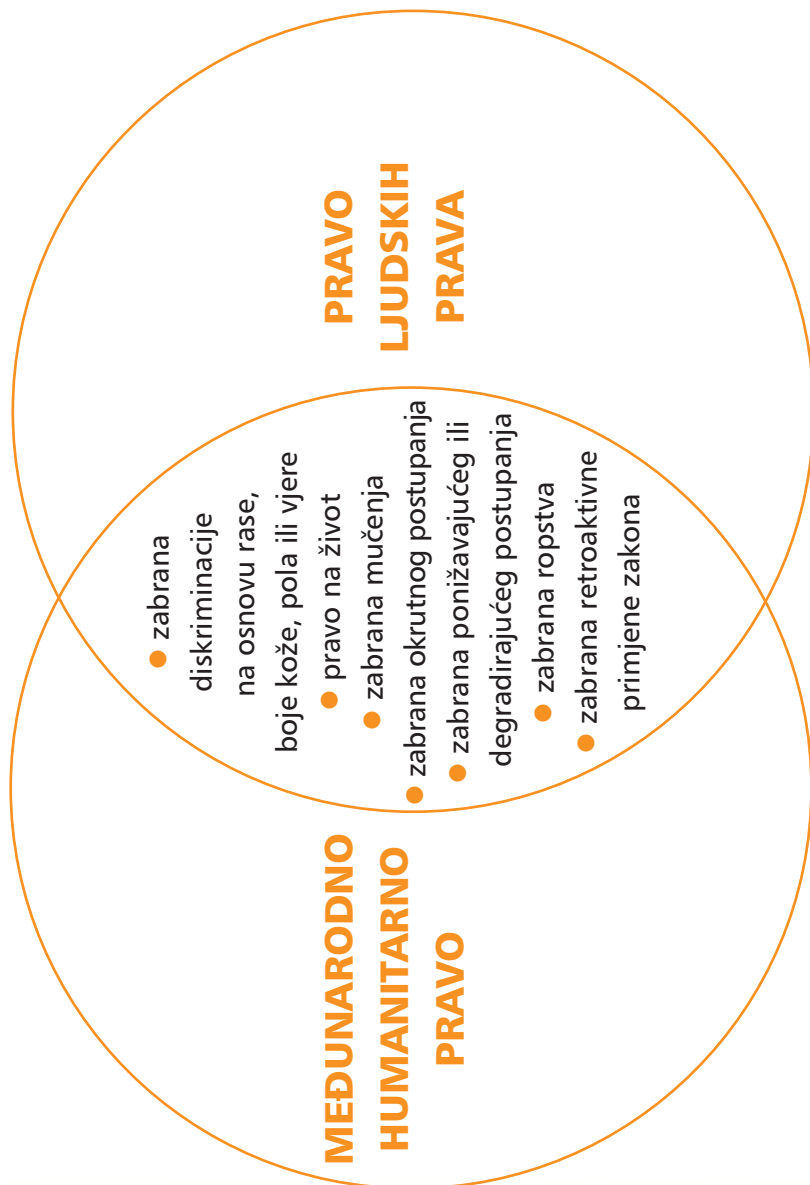 MEĐUNARODNO
HUMANITARNO
PRAVO
● zabrana
diskriminacije
na osnovu rase,
boje kože, pola ili vjere
● pravo na život
● zabrana mučenja
● zabrana okrutnog postupanja
● zabrana ponižavajućeg ili
degradirajućeg postupanja
● zabrana ropstva
● zabrana retroaktivne
primjene zakona
PRAVO
LJUDSKIH
PRAVA